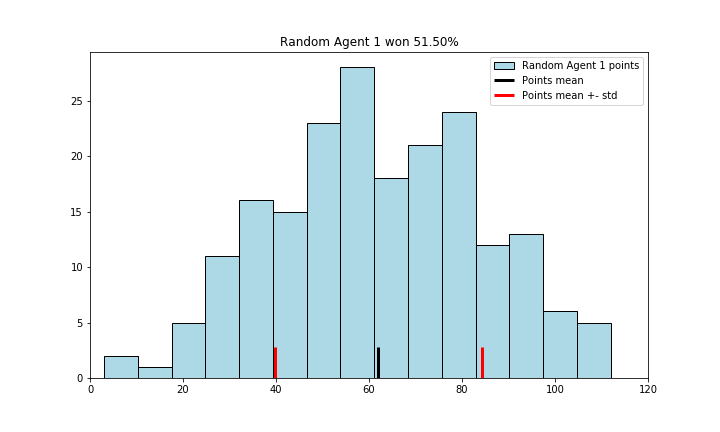 Random Agent 1 won 51.50%
Random Agent 1 points
Points mean
Points mean +- std
25
20
15
10
5
0
0 20 40 60 80 100 120